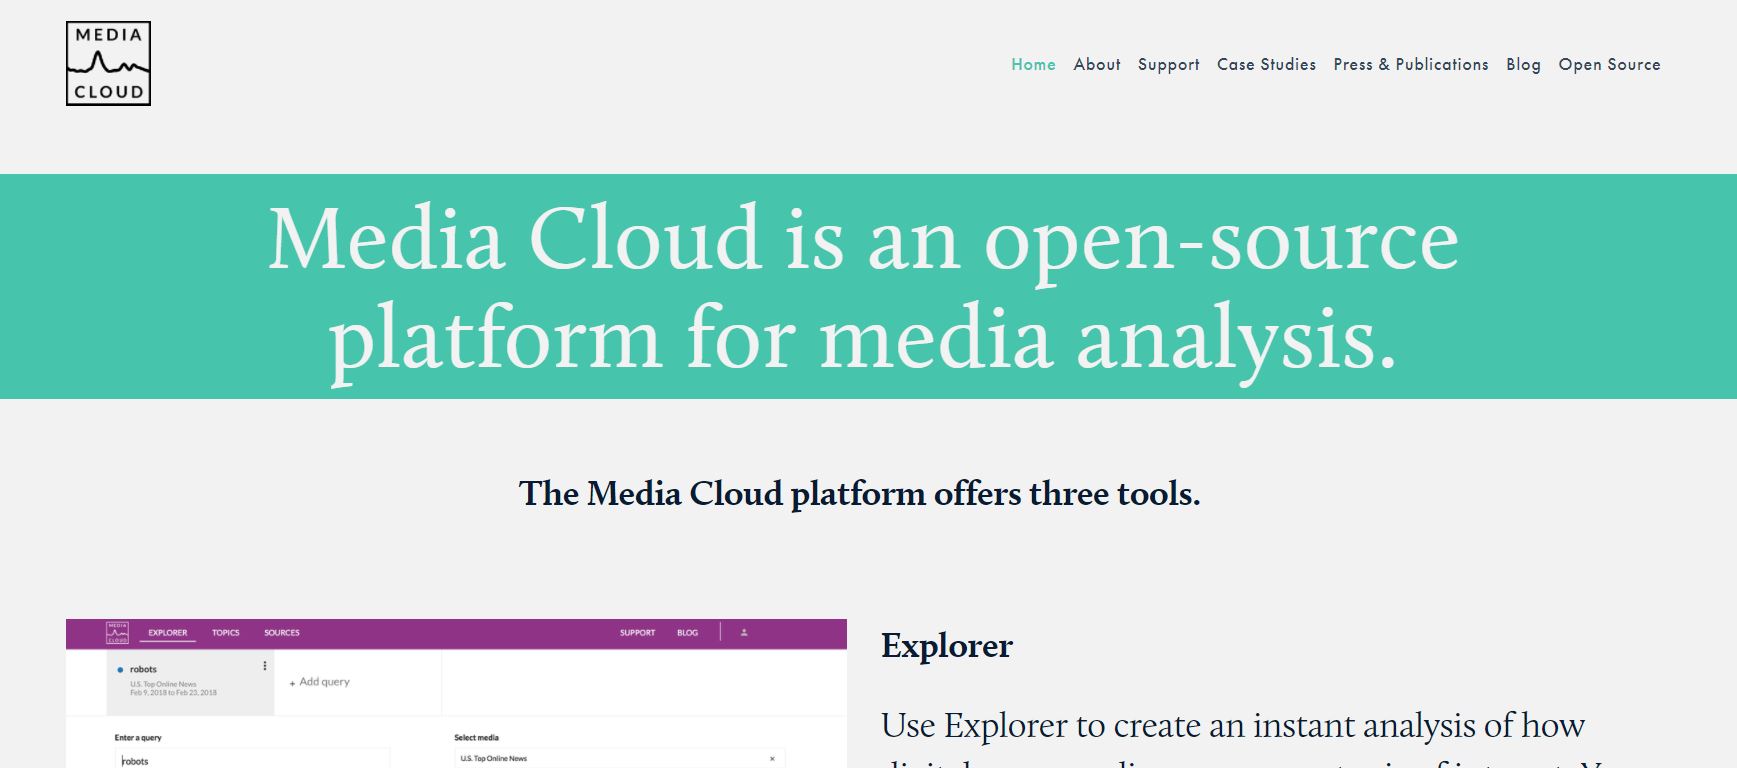 MEDIA
CLOUD
Home About Support Case Studies Press & Publications Blog Open Source
Media Cloud is an open-source
platform for media analysis.
The Media Cloud platform offers three tools.
MEDIA
CLOUD
EXPLORER TOPICS SOURCES SUPPORT BLOG
robots
U.S. Top Online News
Feb 9, 2018 to Feb 23, 2018
+ Add query
Enter a query
robots
Select media
U.S. Top Online News ×
Explorer
Use Explorer to create an instant analysis of how